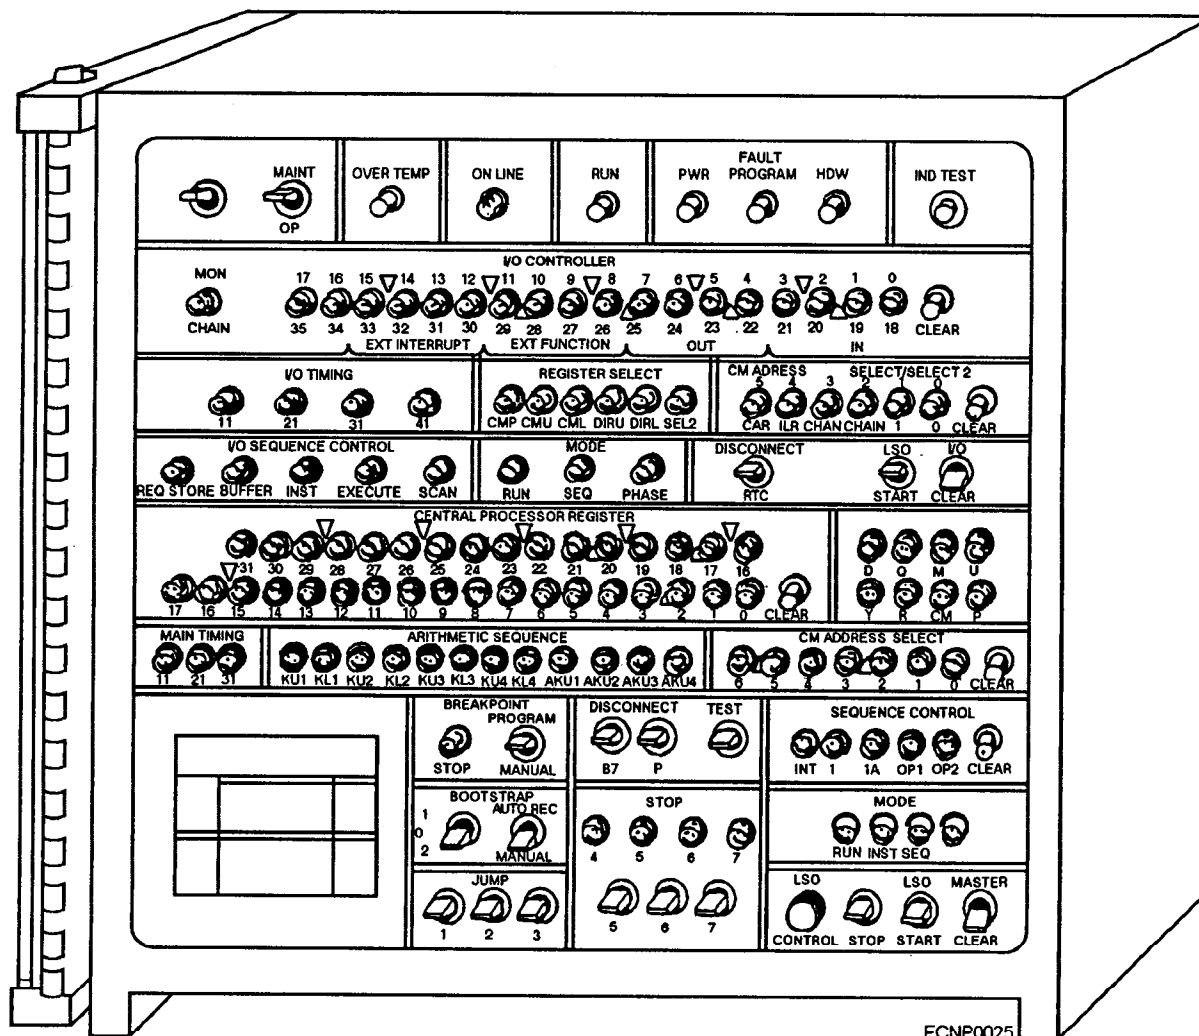 MAINT
OP
OVER TEMP
ON LINE
RUN
FAULT
PWR PROGRAM HDW
IND TEST
I/O CONTROLLER
MON
CHAIN
17 16 15 14 13 12 11 10 9 8 7 6 5 4 3 2 1 0
35 34 33 32 31 30 29 28 27 26 25 24 23 22 21 20 19 18
CLEAR
EXT INTERRUPT EXT FUNCTION OUT IN
I/O TIMING
11 21 31 41
REGISTER SELECT
CMP CMU CML DIRU DIRL SEL2
CM ADRESS SELECT/SELECT 2
5 4 3 2 1 0
CAR ILR CHAN CHAIN 1 0 CLEAR
I/O SEQUENCE CONTROL
REQ STORE BUFFER INST EXECUTE SCAN
MODE
RUN SEQ PHASE
DISCONNECT
RTC
LSO
START
I/O
CLEAR
CENTRAL PROCESSOR REGISTER
31 30 29 28 27 26 25 24 23 22 21 20 19 18 17 16
17 16 15 14 13 12 11 10 9 8 7 6 5 4 3 2 1 0
CLEAR
D Q M U
Y R CM P
MAIN TIMING
11 21 31
ARITHMETIC SEQUENCE
KU1 KL1 KU2 KL2 KU3 KL3 KU4 KL4 AKU1 AKU2 AKU3 AKU4
CM ADDRESS SELECT
6 5 4 3 2 1 0 CLEAR
BREAKPOINT
PROGRAM
STOP MANUAL
DISCONNECT TEST
B7 P
SEQUENCE CONTROL
INT 1 1A OP1 OP2 CLEAR
BOOTSTRAP
AUTO REC
1
0
2
MANUAL
STOP
4 5 6 7
5 6 7
MODE
RUN INST SEQ
JUMP
1 2 3
LSO LSO MASTER
CONTROL STOP START CLEAR
ECNP0025